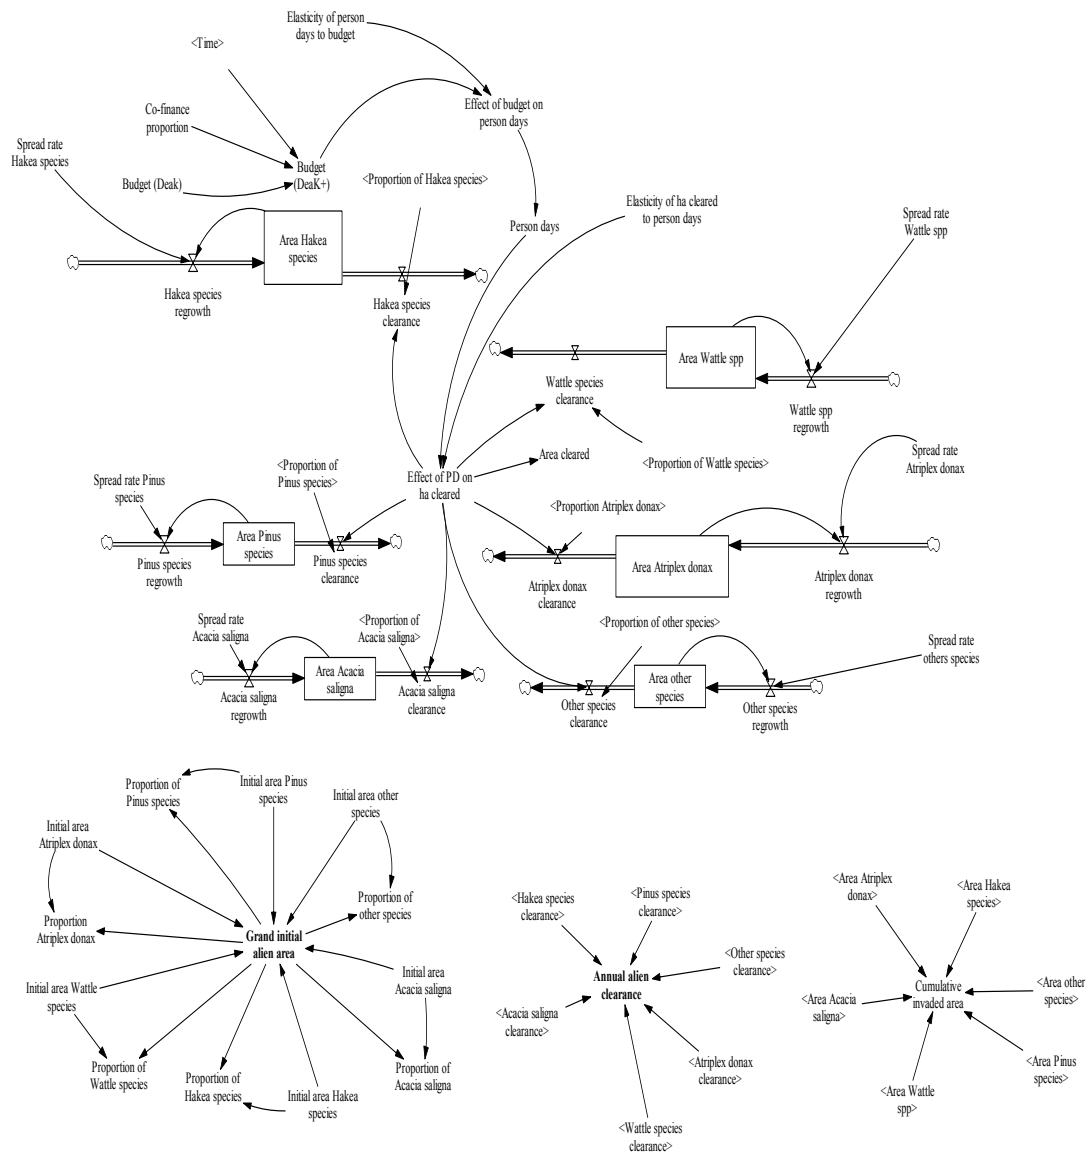 Elasticity of person
days to budget
<Time>
Effect of budget on
person days
Co-finance
proportion
Spread rate
Hakea species
Budget
(DeaK+)
Budget (Deak)
<Proportion of Hakea species>
Elasticity of ha cleared
to person days
Person days
Spread rate
Wattle spp
Area Hakea
species
Hakea species
regrowth
Hakea species
clearance
Area Wattle spp
Wattle species
clearance
Wattle spp
regrowth
Area cleared
<Proportion of Wattle species>
Effect of PD on
ha cleared
Spread rate
Atriplex donax
<Proportion of
Pinus species>
Spread rate Pinus
species
<Proportion Atriplex donax>
Area Pinus
species
Pinus species
regrowth
Pinus species
clearance
Area Atriplex donax
Atriplex donax
clearance
Atriplex donax
regrowth
Spread rate
Acacia saligna
<Proportion of
Acacia saligna>
<Proportion of other species>
Spread rate
others species
Area Acacia
saligna
Acacia saligna
regrowth
Acacia saligna
clearance
Area other
species
Other species
clearance
Other species
regrowth
Proportion of
Pinus species
Initial area Pinus
species
Initial area other
species
Initial area
Atriplex donax
Proportion of
other species
Proportion
Atriplex donax
Grand initial
alien area
Initial area Wattle
species
Initial area
Acacia saligna
Proportion of
Wattle species
Proportion of
Hakea species
Initial area Hakea
species
Proportion of
Acacia saligna
<Hakea species
clearance>
<Pinus species
clearance>
<Other species
clearance>
Annual alien
clearance
<Acacia saligna
clearance>
<Atriplex donax
clearance>
<Wattle species
clearance>
<Area Atriplex
donax>
<Area Hakea
species>
Cumulative
invaded area
<Area other
species>
<Area Acacia
saligna>
<Area Pinus
species>
<Area Wattle
spp>